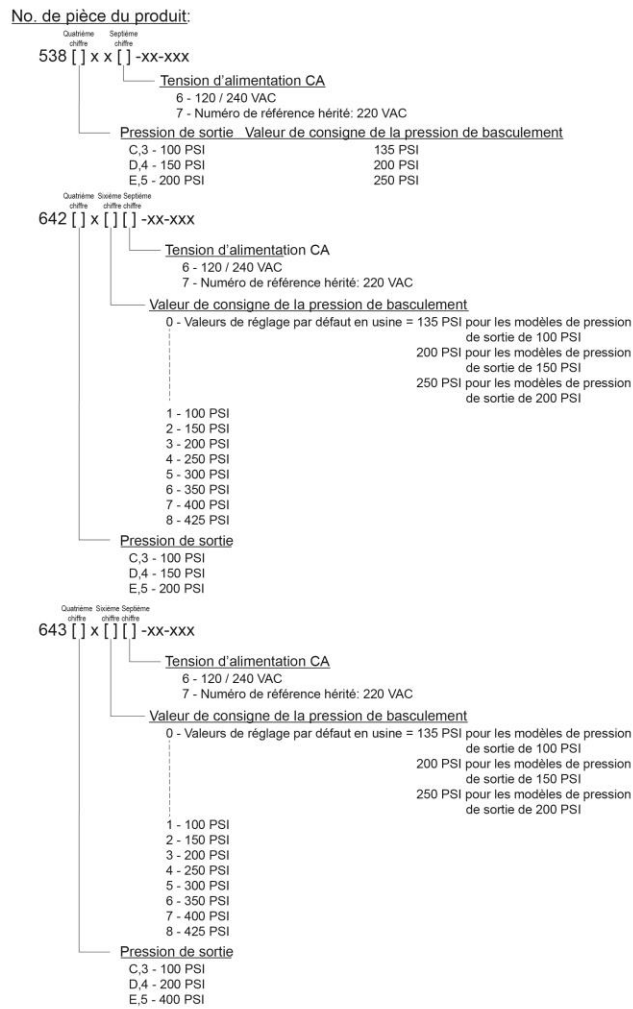 No. de pièce du produit:
Quatrième Septième
chiffre chiffre
538 [ ] x x [ ] -xx-xxx
Tension d'alimentation CA
6 - 120 / 240 VAC
7 - Numéro de référence hérité: 220 VAC
Pression de sortie Valeur de consigne de la pression de basculement
C,3 - 100 PSI 135 PSI
D,4 - 150 PSI 200 PSI
E,5 - 200 PSI 250 PSI
Quatrième Sixième Septième
chiffre chiffre chiffre
642 [ ] x [ ] [ ] -xx-xxx
Tension d'alimentation CA
6 - 120 / 240 VAC
7 - Numéro de référence hérité: 220 VAC
Valeur de consigne de la pression de basculement
0 - Valeurs de réglage par défaut en usine = 135 PSI pour les modèles de pression
de sortie de 100 PSI
200 PSI pour les modèles de pression
de sortie de 150 PSI
250 PSI pour les modèles de pression
de sortie de 200 PSI
1 - 100 PSI
2 - 150 PSI
3 - 200 PSI
4 - 250 PSI
5 - 300 PSI
6 - 350 PSI
7 - 400 PSI
8 - 425 PSI
Pression de sortie
C,3 - 100 PSI
D,4 - 150 PSI
E,5 - 200 PSI
Quatrième Sixième Septième
chiffre chiffre chiffre
643 [ ] x [ ] [ ] -xx-xxx
Tension d'alimentation CA
6 - 120 / 240 VAC
7 - Numéro de référence hérité: 220 VAC
Valeur de consigne de la pression de basculement
0 - Valeurs de réglage par défaut en usine = 135 PSI pour les modèles de pression
de sortie de 100 PSI
200 PSI pour les modèles de pression
de sortie de 150 PSI
250 PSI pour les modèles de pression
de sortie de 200 PSI
1 - 100 PSI
2 - 150 PSI
3 - 200 PSI
4 - 250 PSI
5 - 300 PSI
6 - 350 PSI
7 - 400 PSI
8 - 425 PSI
Pression de sortie
C,3 - 100 PSI
D,4 - 200 PSI
E,5 - 400 PSI